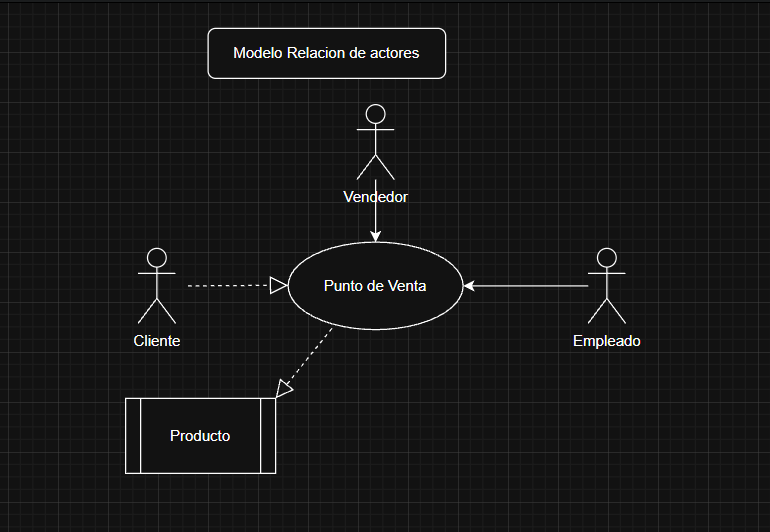 Modelo Relacion de actores
Vendedor
Punto de Venta
Cliente
Empleado
Producto